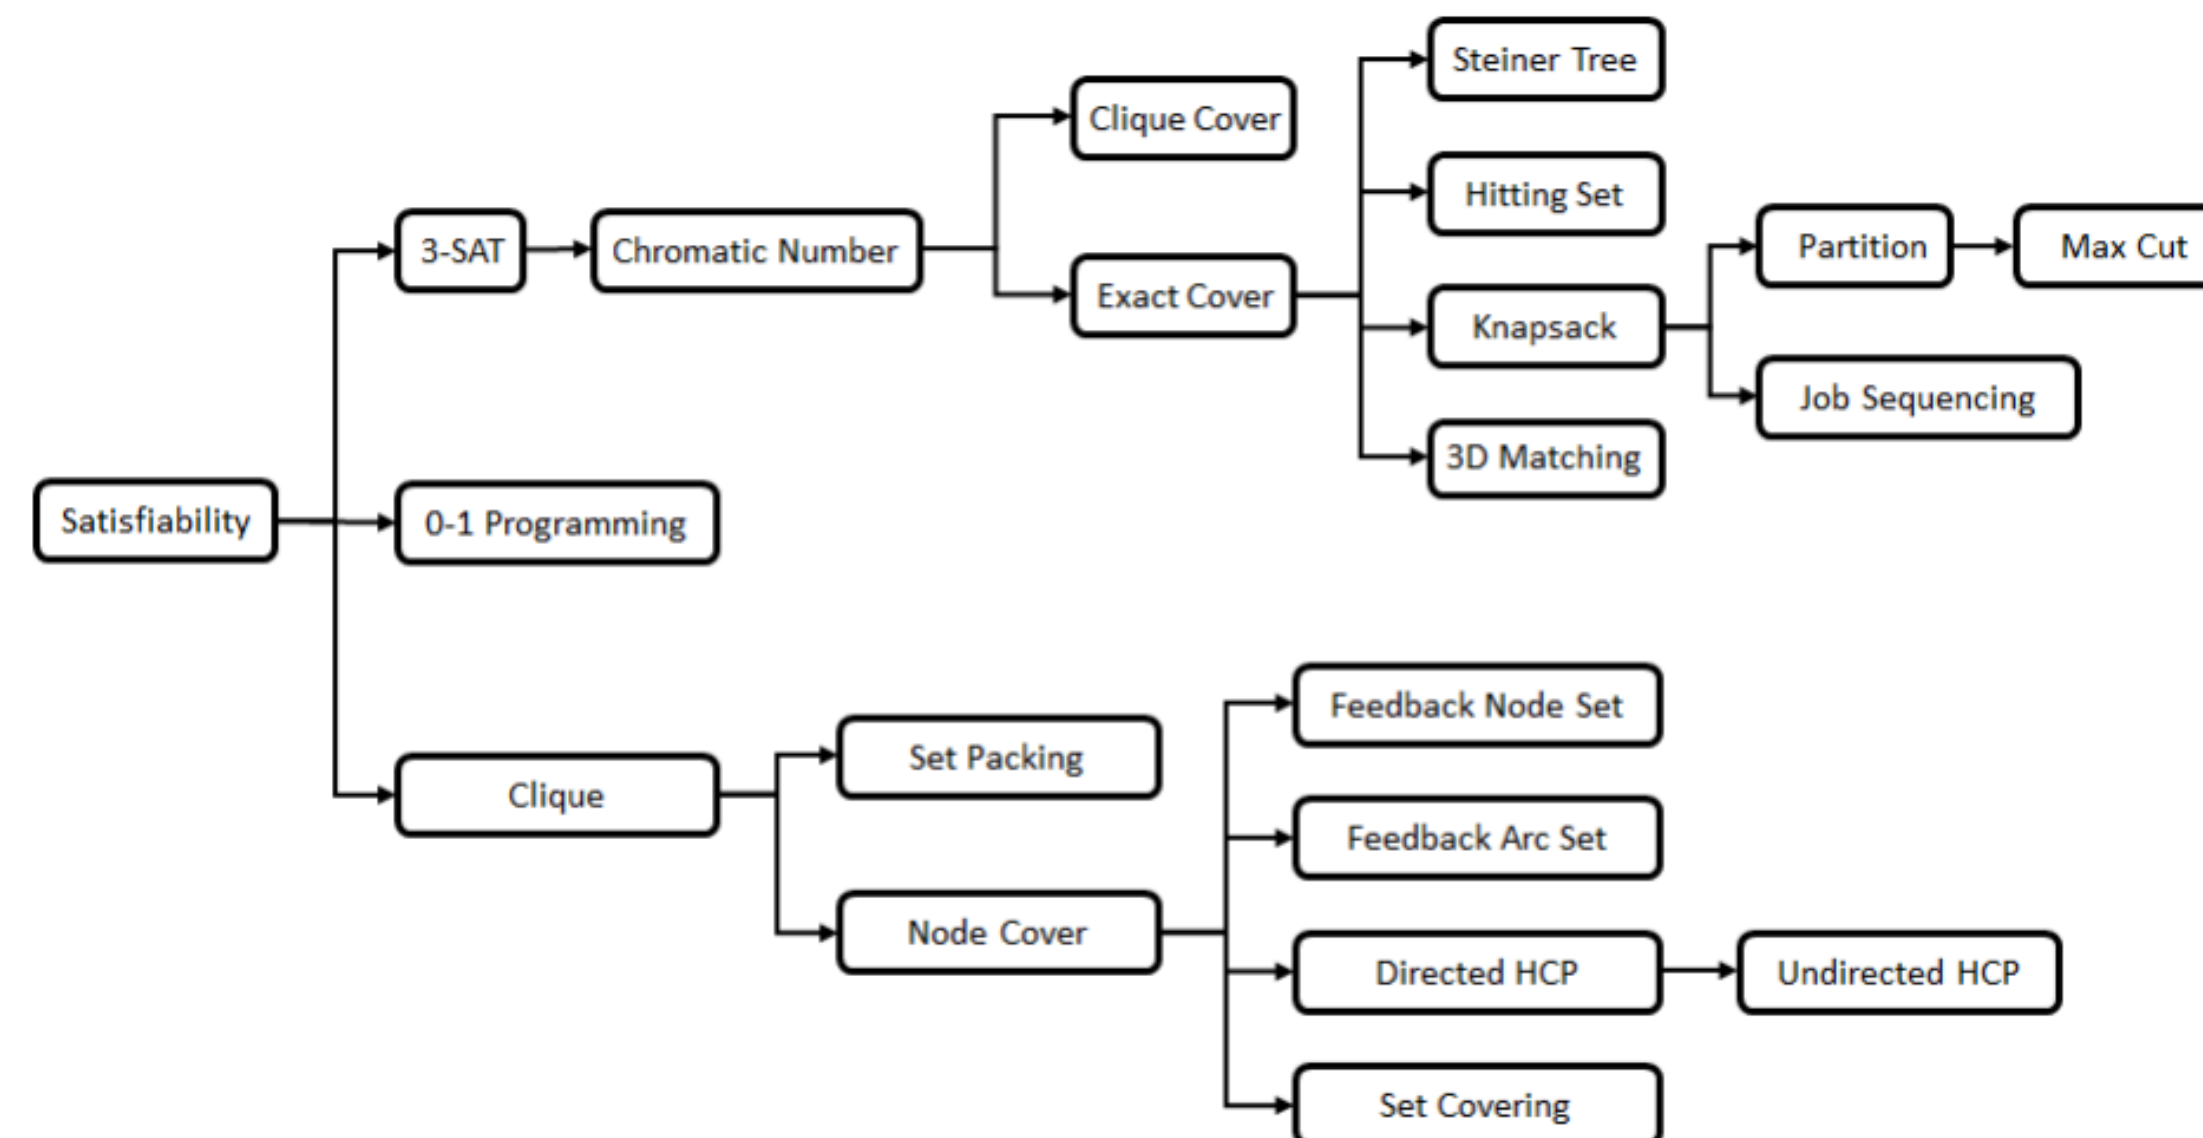 Steiner Tree
Clique Cover
Hitting Set
3-SAT
Chromatic Number
Partition
Max Cut
Exact Cover
Knapsack
Job Sequencing
3D Matching
Satisfiability
0-1 Programming
Feedback Node Set
Set Packing
Clique
Feedback Arc Set
Node Cover
Directed HCP
Undirected HCP
Set Covering